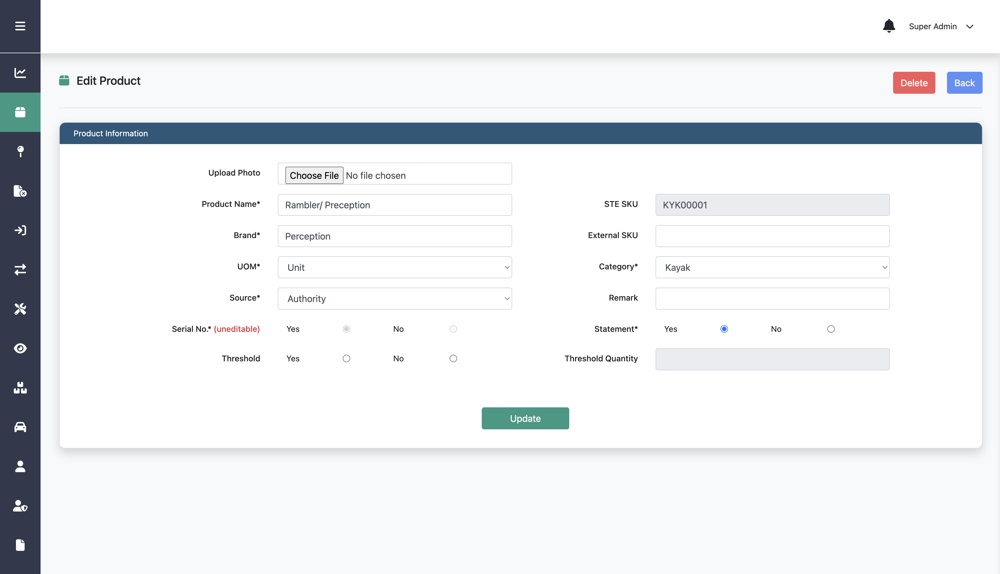 Super Admin
Edit Product
Delete
Back
Product Information
Upload Photo
Choose File No file chosen
Product Name*
Rambler/ Preception
STE SKU
KYK00001
Brand*
Perception
External SKU
UOM*
Unit
Category*
Kayak
Source*
Authority
Remark
Serial No.* (uneditable)
Yes
No
Statement*
Yes
No
Threshold
Yes
No
Threshold Quantity
Update